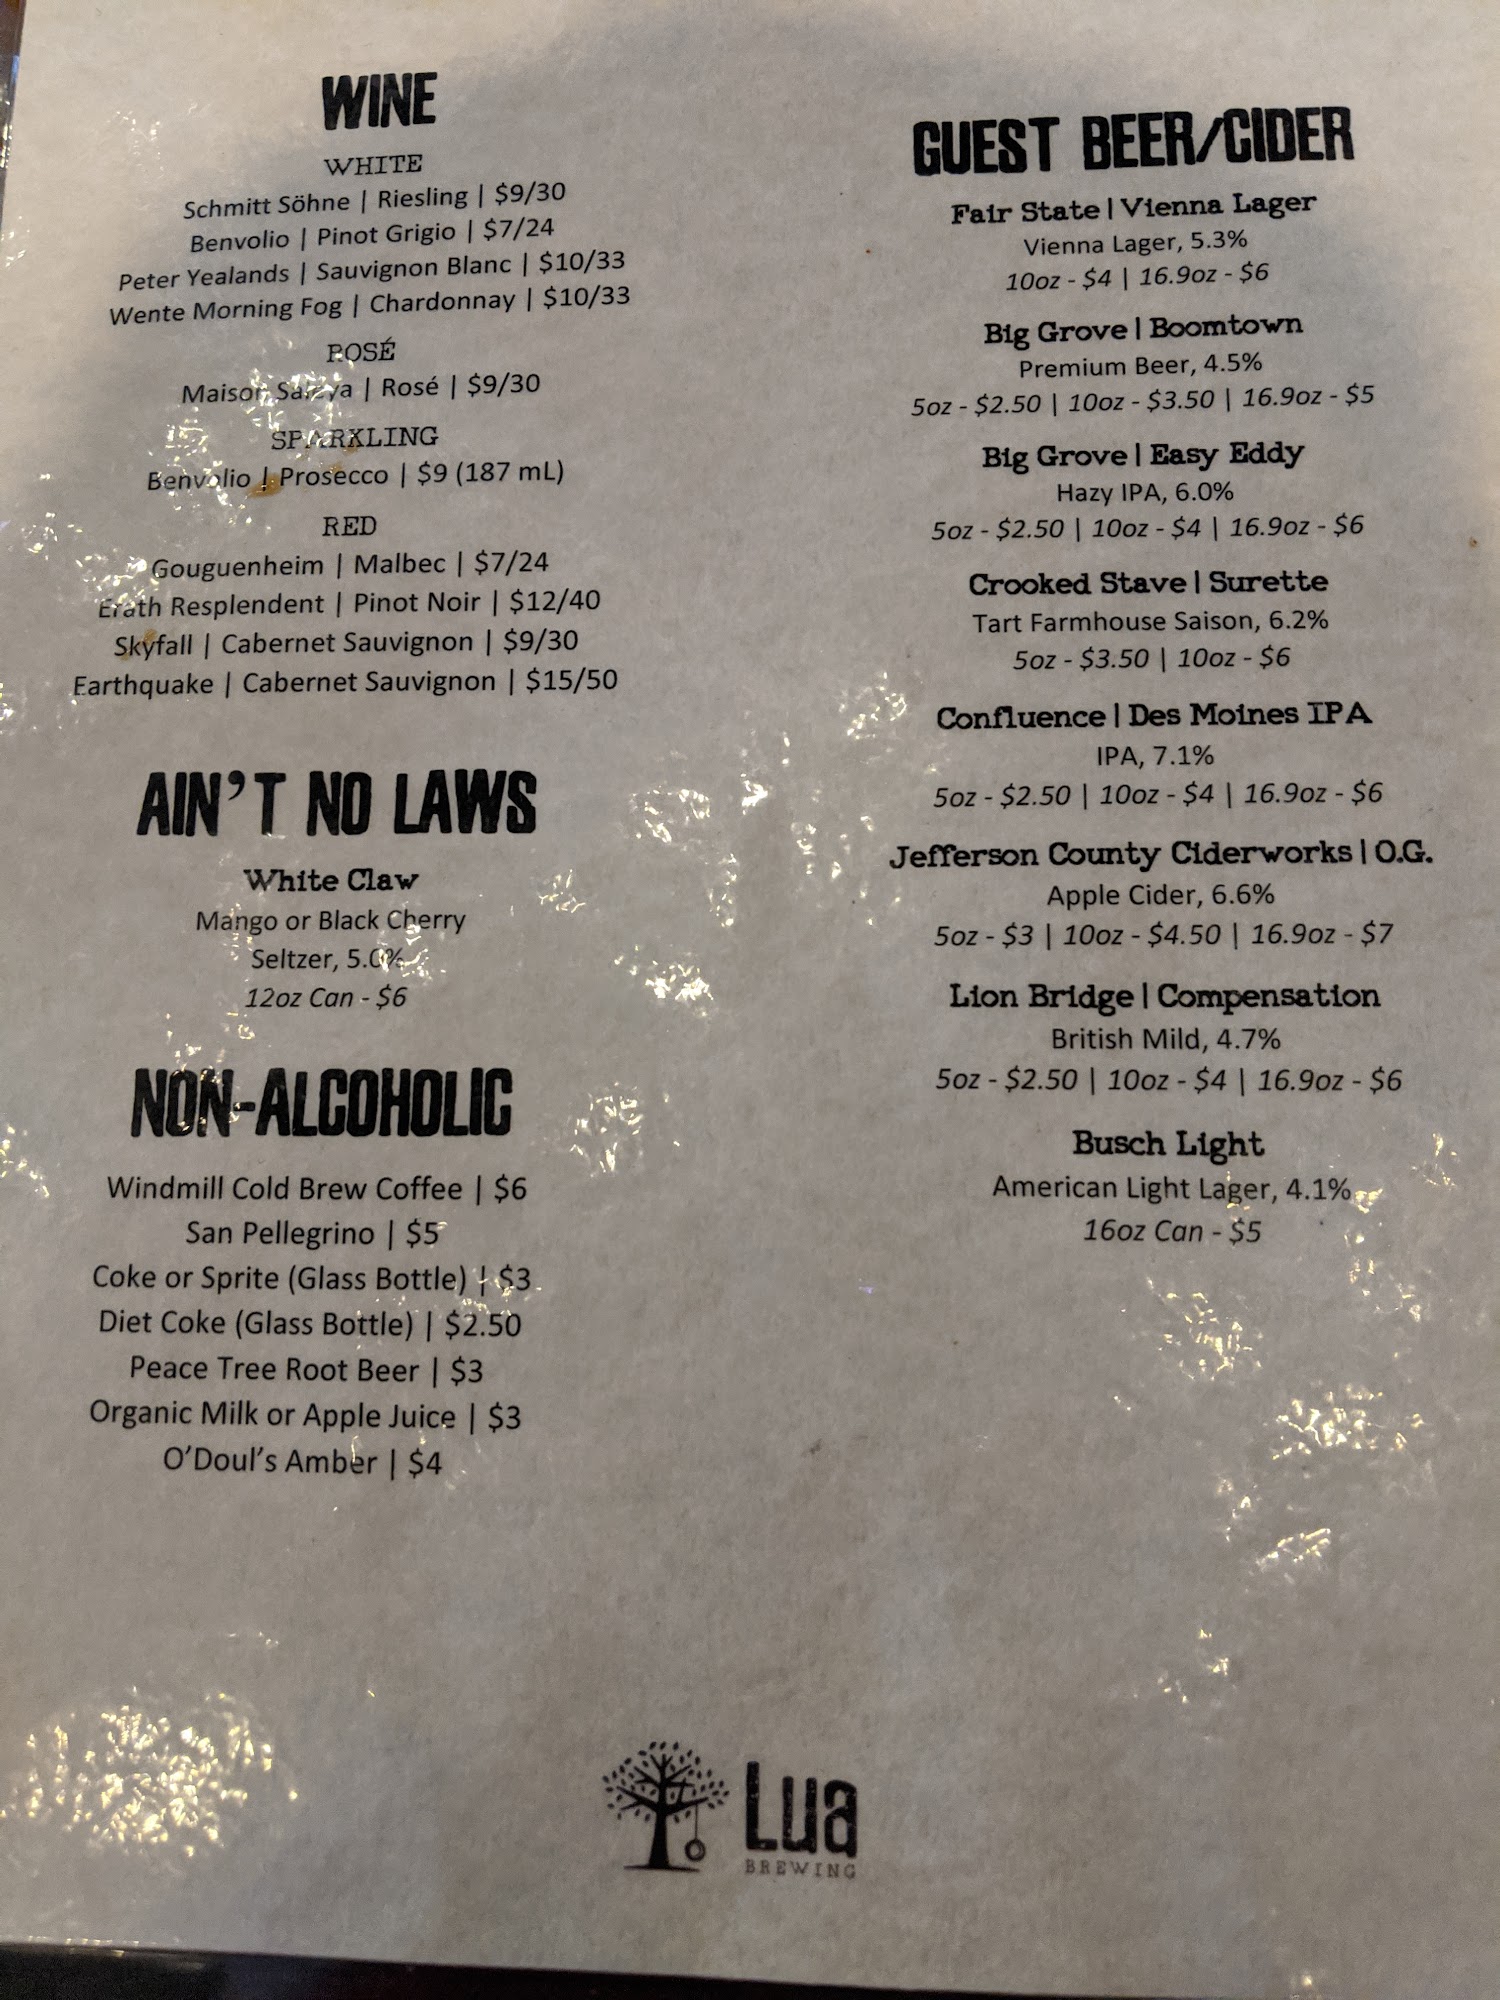 WINE
WHITE
Schmitt Söhne | Riesling | $9/30
Benvolio | Pinot Grigio | $7/24
Peter Yealands | Sauvignon Blanc | $10/33
Wente Morning Fog | Chardonnay | $10/33
ROSÉ
Maison | Rosé | $9/30
SPARKLING
Benvolio | Prosecco | $9 (187 mL)
RED
Gouguenheim | Malbec | $7/24
Erath Resplendent | Pinot Noir | $12/40
Skyfall | Cabernet Sauvignon | $9/30
Earthquake | Cabernet Sauvignon | $15/50
AIN'T NO LAWS
White Claw
Mango or Black Cherry
Seltzer, 5.0%
12oz Can - $6
NON-ALCOHOLIC
Windmill Cold Brew Coffee | $6
San Pellegrino | $5
Coke or Sprite (Glass Bottle) | $3
Diet Coke (Glass Bottle) | $2.50
Peace Tree Root Beer | $3
Organic Milk or Apple Juice | $3
O'Doul's Amber | $4
GUEST BEER/CIDER
Fair State | Vienna Lager
Vienna Lager, 5.3%
10oz - $4 | 16.9oz - $6
Big Grove | Boomtown
Premium Beer, 4.5%
5oz - $2.50 | 10oz - $3.50 | 16.9oz - $5
Big Grove | Easy Eddy
Hazy IPA, 6.0%
5oz - $2.50 | 10oz - $4 | 16.9oz - $6
Crooked Stave | Surette
Tart Farmhouse Saison, 6.2%
5oz - $3.50 | 10oz - $6
Confluence | Des Moines IPA
IPA, 7.1%
5oz - $2.50 | 10oz - $4 | 16.9oz - $6
Jefferson County Ciderworks | O.G.
Apple Cider, 6.6%
5oz - $3 | 10oz - $4.50 | 16.9oz - $7
Lion Bridge | Compensation
British Mild, 4.7%
5oz - $2.50 | 10oz - $4 | 16.9oz - $6
Busch Light
American Light Lager, 4.1%
16oz Can - $5
Lua
BREWING